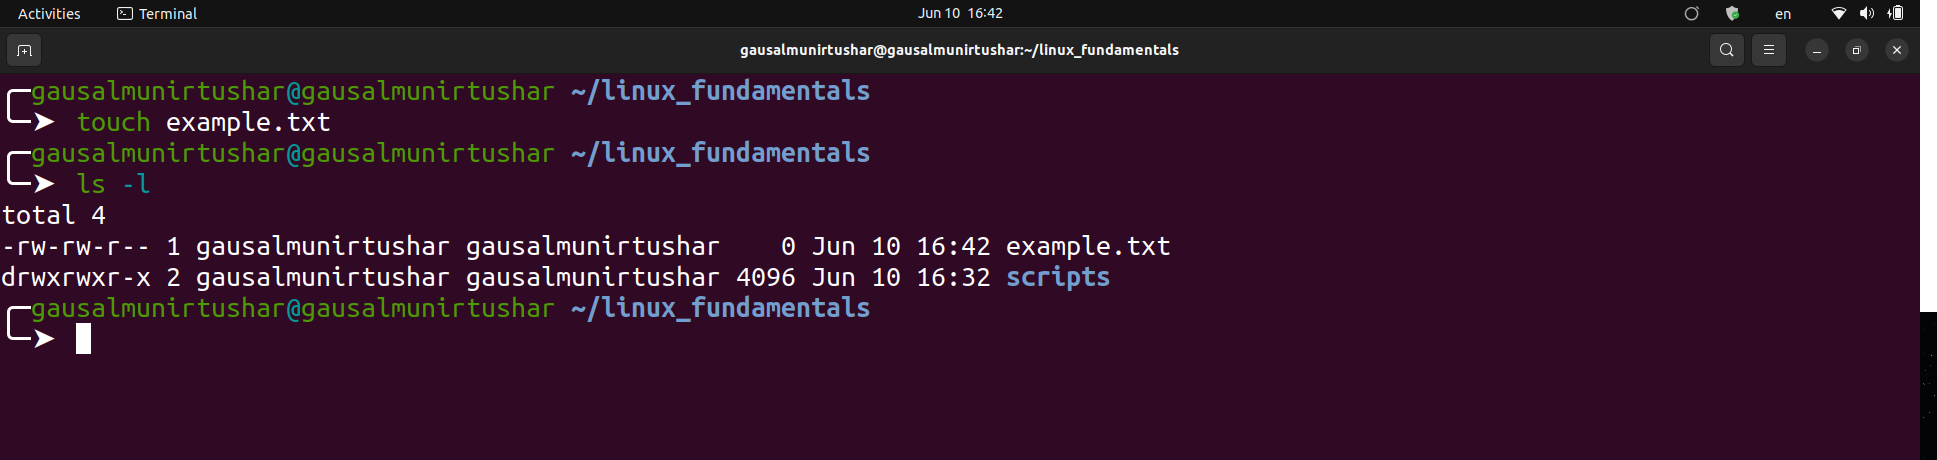 Activities Terminal Jun 10 16:42 en
gausalmunirtushar@gausalmunirtushar:~/linux_fundamentals
gausalmunirtushar@gausalmunirtushar ~/linux_fundamentals
touch example.txt
gausalmunirtushar@gausalmunirtushar ~/linux_fundamentals
ls -l
total 4
-rw-rw-r-- 1 gausalmunirtushar gausalmunirtushar    0 Jun 10 16:42 example.txt
drwxrwxr-x 2 gausalmunirtushar gausalmunirtushar 4096 Jun 10 16:32 scripts
gausalmunirtushar@gausalmunirtushar ~/linux_fundamentals